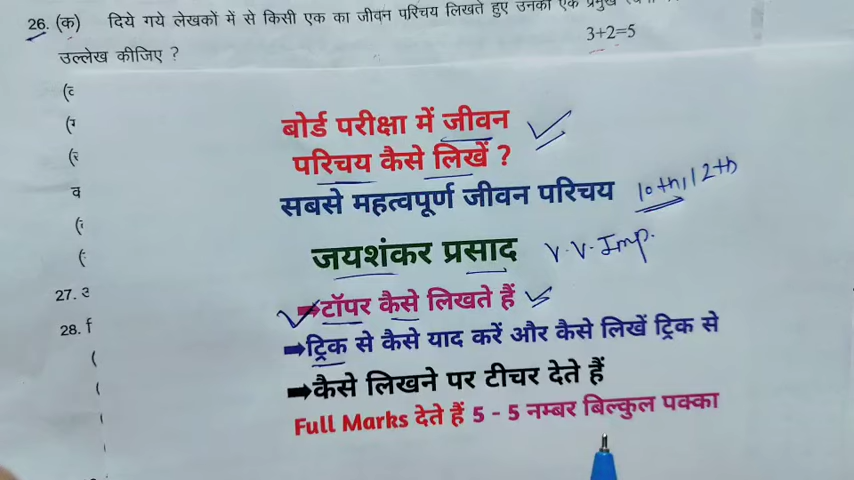 26. (क) दिये गये लेखकों में से किसी एक का जीवन परिचय लिखते हुए उनकी एक प्रमुख
उल्लेख कीजिए ?
3+2=5
बोर्ड परीक्षा में जीवन
परिचय कैसे लिखें ?
सबसे महत्वपूर्ण जीवन परिचय 10th, 12th
जयशंकर प्रसाद V.V. Imp.
➡टॉपर कैसे लिखते हैं
➡ट्रिक से कैसे याद करें और कैसे लिखें ट्रिक से
➡कैसे लिखने पर टीचर देते हैं
Full Marks देते हैं 5 - 5 नम्बर बिल्कुल पक्का
27.
28.